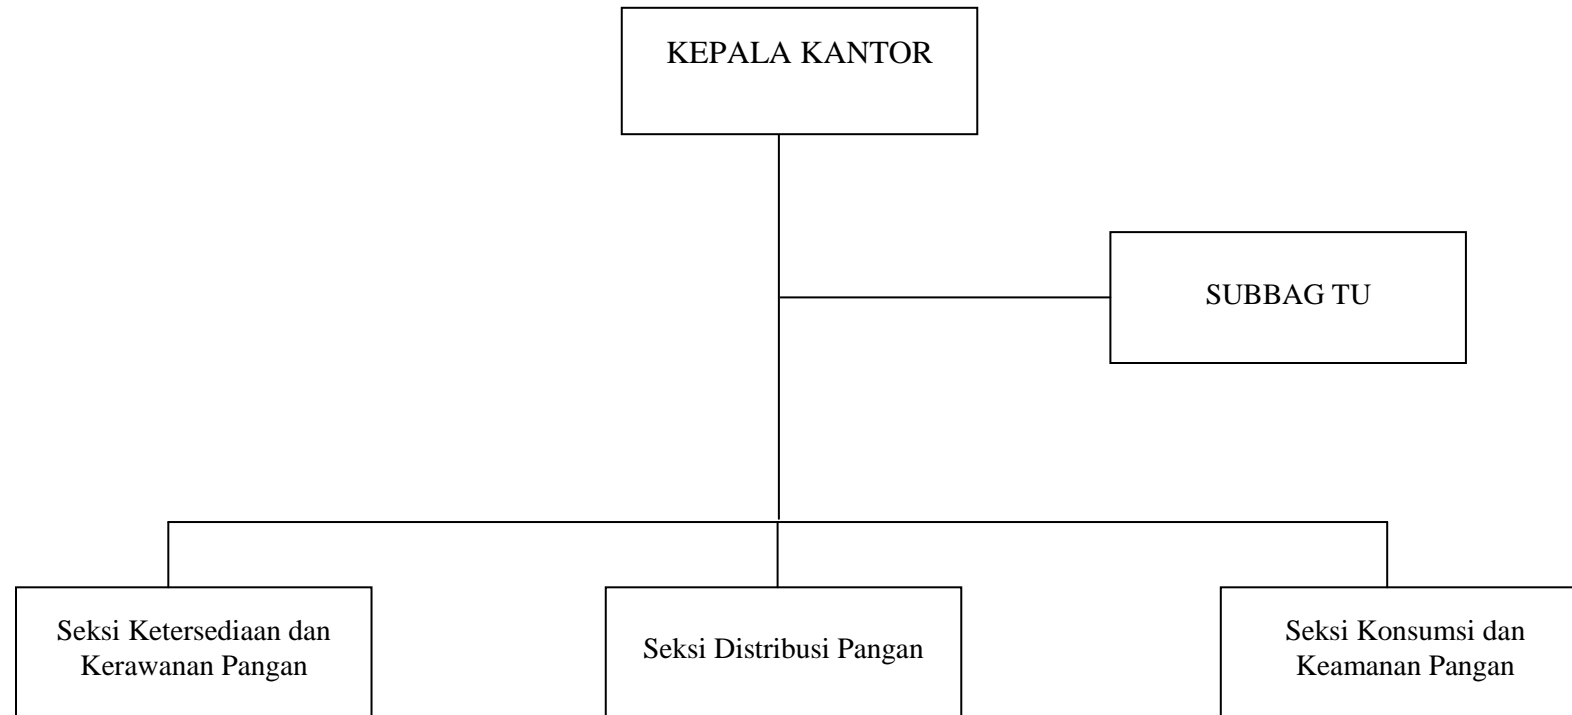 KEPALA KANTOR
SUBBAG TU
Seksi Ketersediaan dan
Kerawanan Pangan
Seksi Distribusi Pangan
Seksi Konsumsi dan
Keamanan Pangan